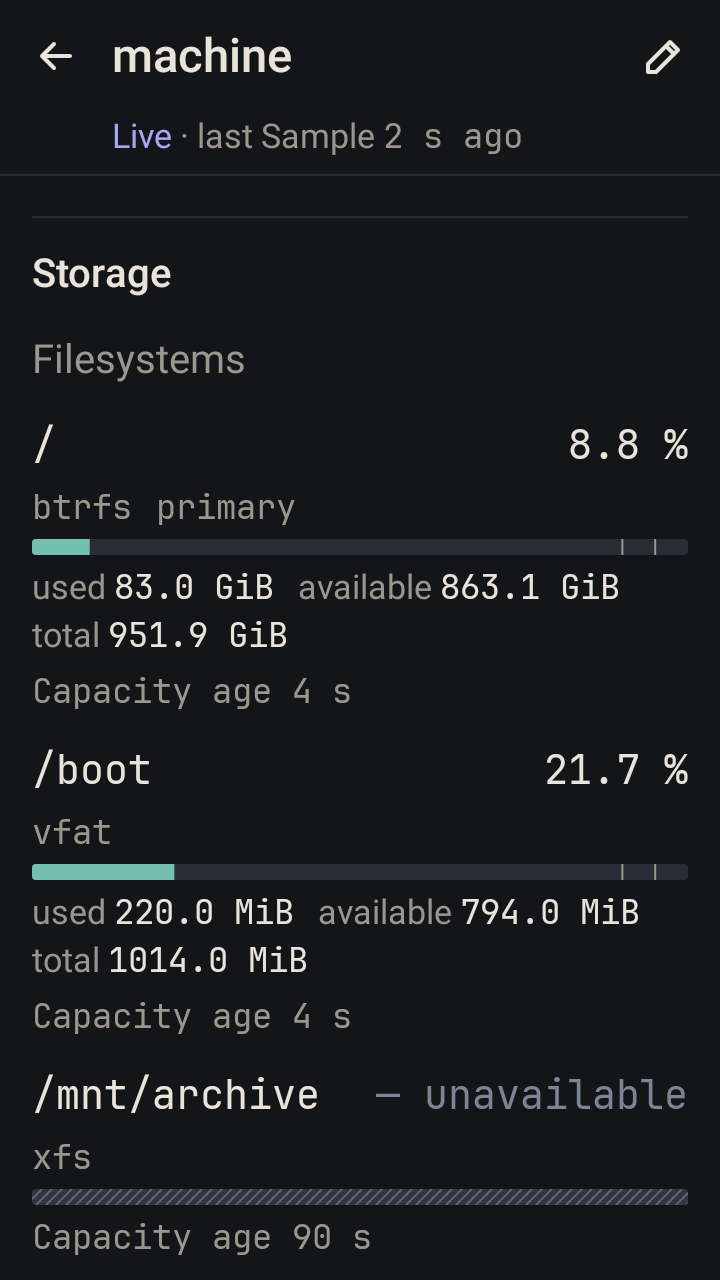 machine
Live · last Sample 2 s ago
Storage
Filesystems
/ 8.8 %
btrfs primary
used 83.0 GiB available 863.1 GiB
total 951.9 GiB
Capacity age 4 s
/boot 21.7 %
vfat
used 220.0 MiB available 794.0 MiB
total 1014.0 MiB
Capacity age 4 s
/mnt/archive — unavailable
xfs
Capacity age 90 s